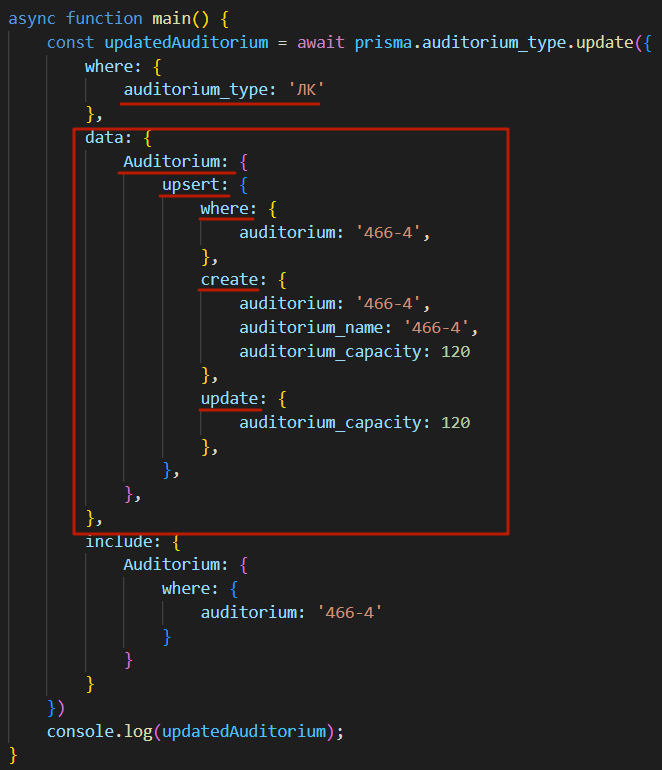 async function main() {
    const updatedAuditorium = await prisma.auditorium_type.update({
        where: {
            auditorium_type: 'ЛК'
        },
        data: {
            Auditorium: {
                upsert: {
                    where: {
                        auditorium: '466-4',
                    },
                    create: {
                        auditorium: '466-4',
                        auditorium_name: '466-4',
                        auditorium_capacity: 120
                    },
                    update: {
                        auditorium_capacity: 120
                    },
                },
            },
        },
        include: {
            Auditorium: {
                where: {
                    auditorium: '466-4'
                }
            }
        }
    })
    console.log(updatedAuditorium);
}